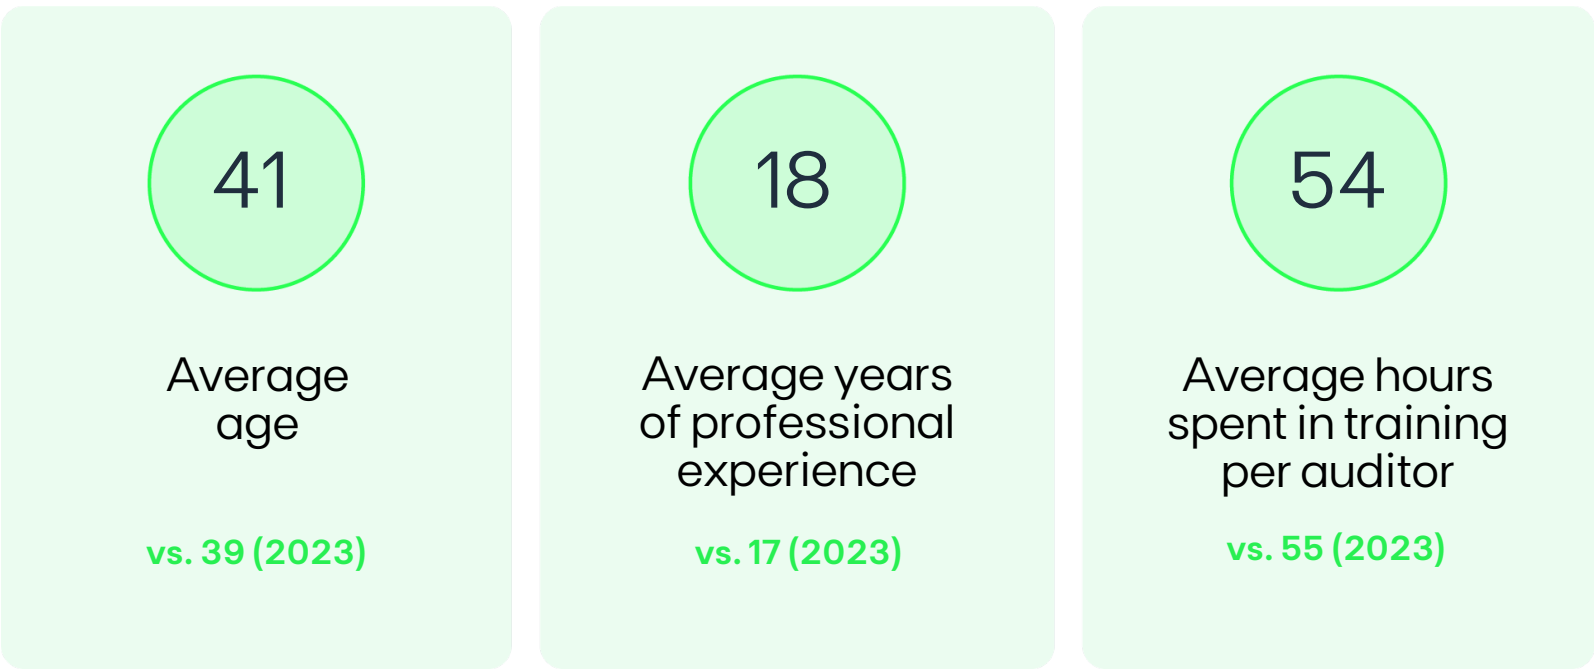 41
Average
age
vs. 39 (2023)
18
Average years
of professional
experience
vs. 17 (2023)
54
Average hours
spent in training
per auditor
vs. 55 (2023)